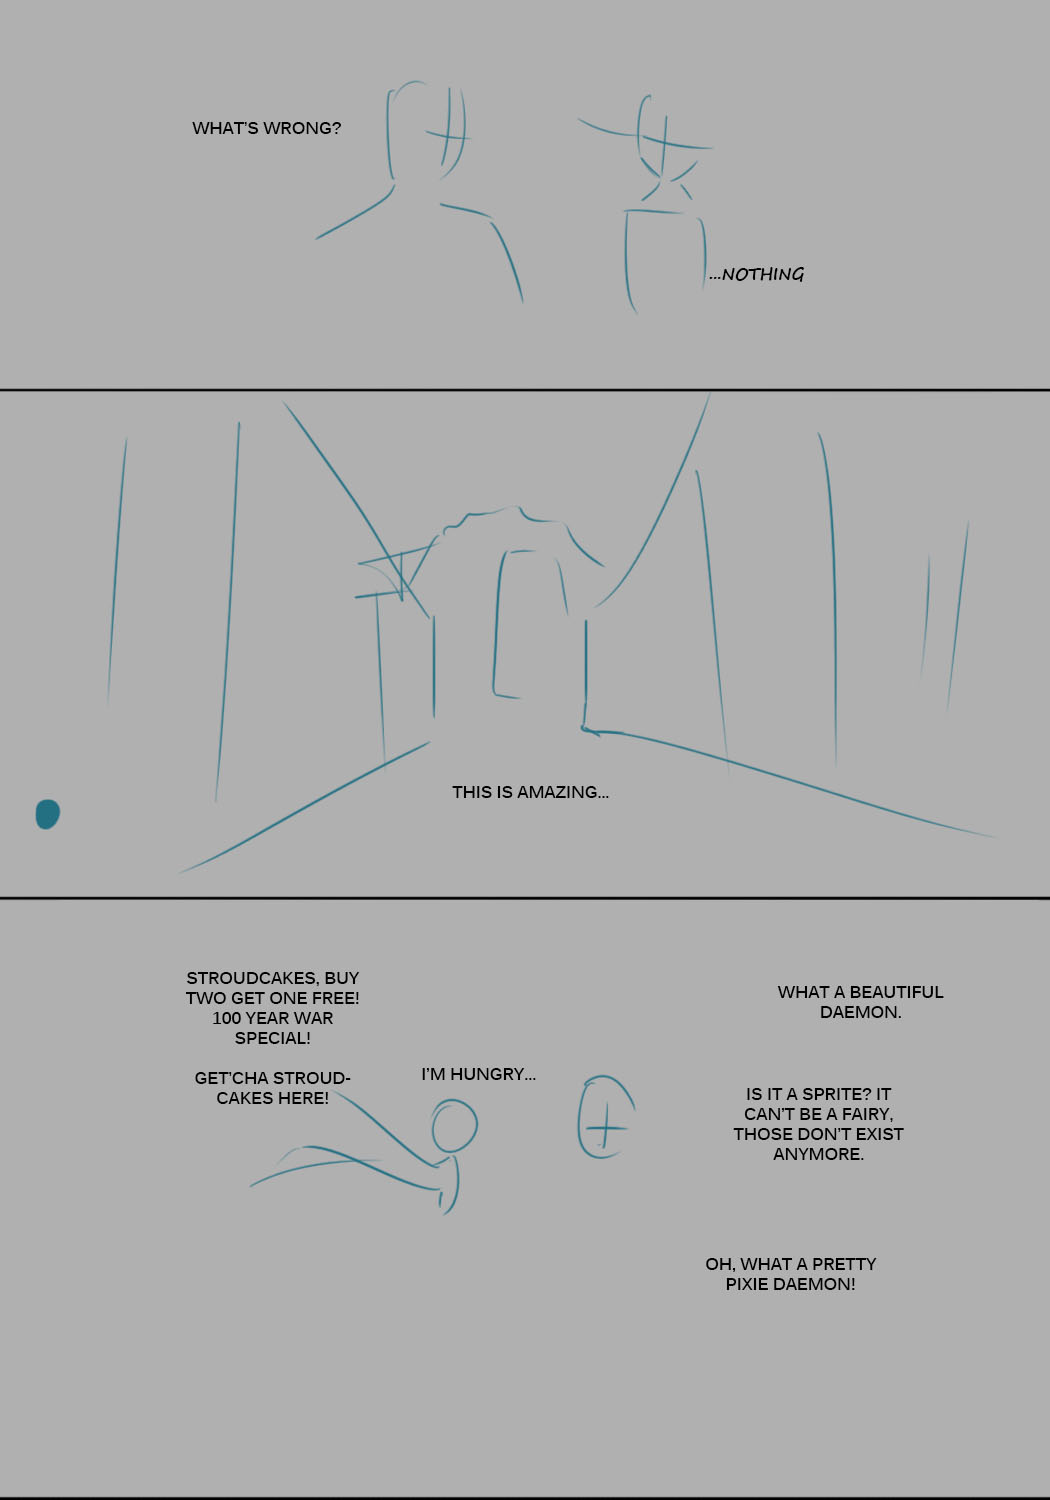 WHAT'S WRONG?
...NOTHING
THIS IS AMAZING...
STROUDCAKES, BUY
TWO GET ONE FREE!
100 YEAR WAR
SPECIAL!
GET'CHA STROUD-
CAKES HERE!
I'M HUNGRY...
WHAT A BEAUTIFUL
DAEMON.
IS IT A SPRITE? IT
CAN'T BE A FAIRY,
THOSE DON'T EXIST
ANYMORE.
OH, WHAT A PRETTY
PIXIE DAEMON!